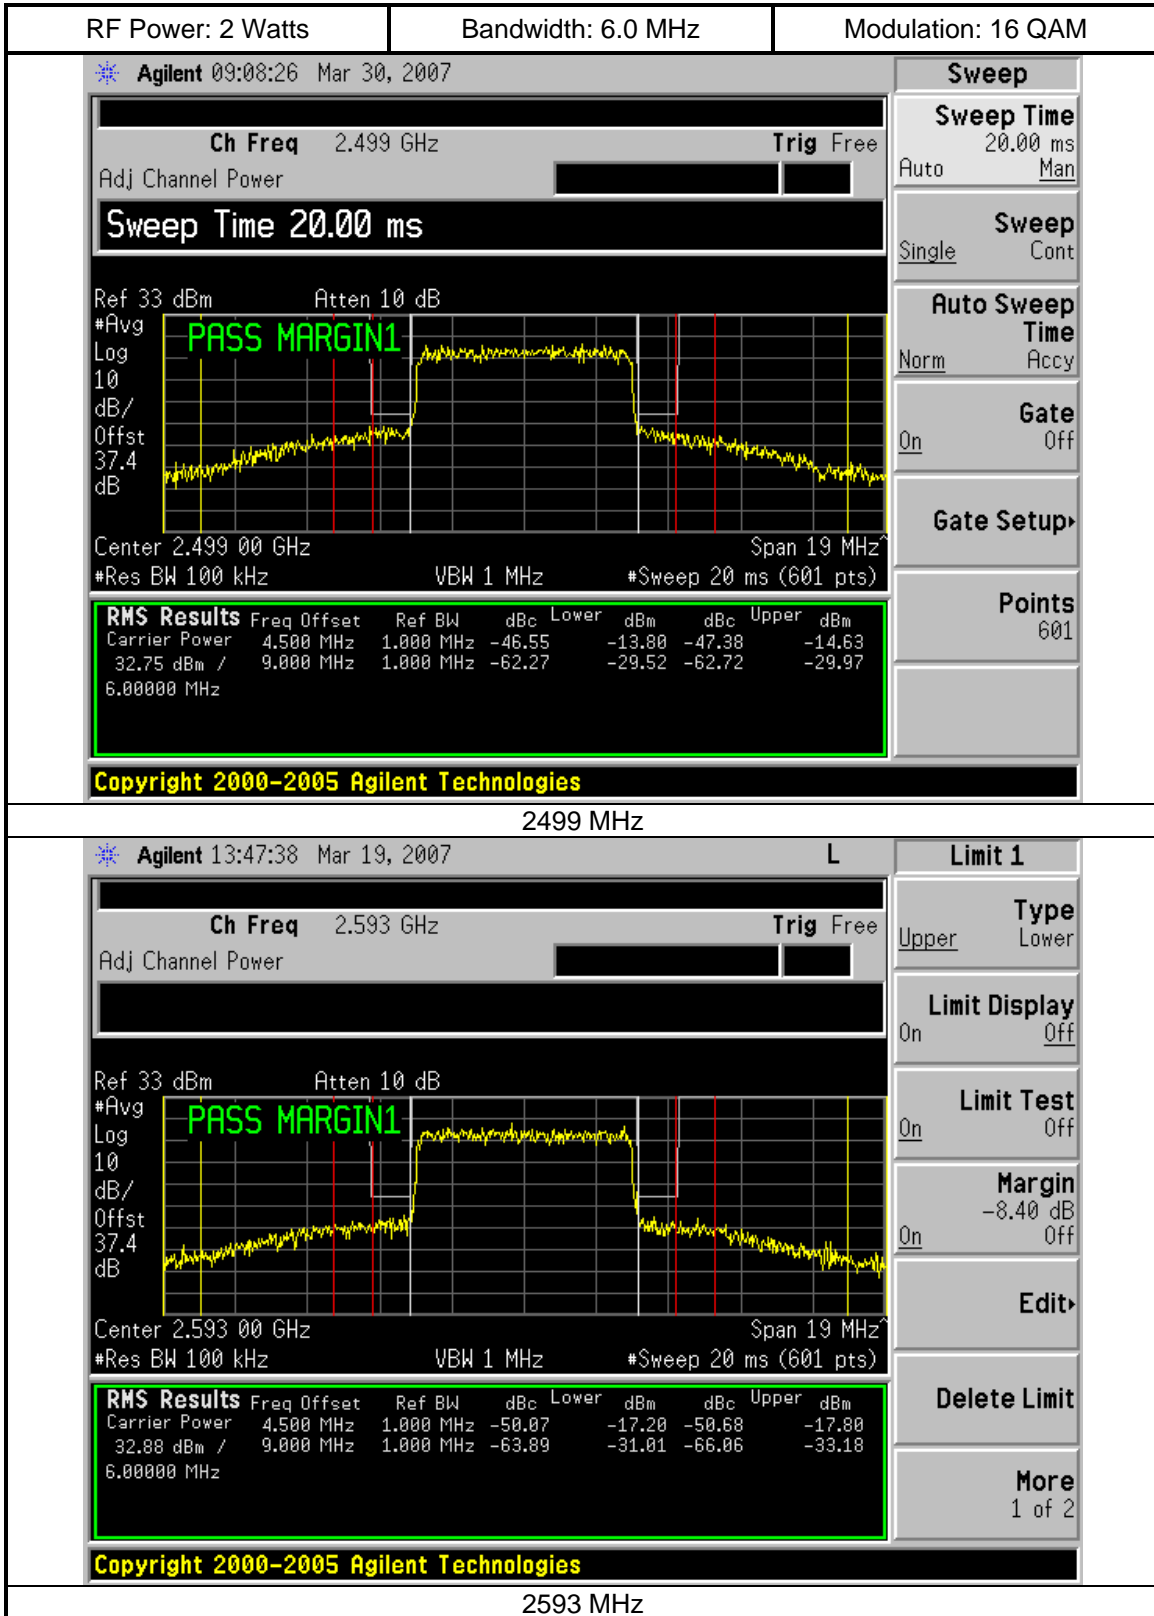 RF Power: 2 Watts Bandwidth: 6.0 MHz Modulation: 16 QAM
Agilent 09:08:26 Mar 30, 2007 Sweep
Ch Freq 2.499 GHz Trig Free
Adj Channel Power
Sweep Time 20.00 ms
Ref 33 dBm Atten 10 dB
#Avg
Log
10
dB/
Offst
37.4
dB
PASS MARGIN1
Center 2.499 00 GHz Span 19 MHz^
#Res BW 100 kHz VBW 1 MHz #Sweep 20 ms (601 pts)
RMS Results Freq Offset Ref BW dBc Lower dBm dBc Upper dBm
Carrier Power 4.500 MHz 1.000 MHz -46.55 -13.80 -47.38 -14.63
32.75 dBm / 9.000 MHz 1.000 MHz -62.27 -29.52 -62.72 -29.97
6.00000 MHz
Copyright 2000-2005 Agilent Technologies
Sweep Time
20.00 ms
Auto Man
Sweep
Single Cont
Auto Sweep
Time
Norm Accy
Gate
On Off
Gate Setup▸
Points
601
2499 MHz
Agilent 13:47:38 Mar 19, 2007 L Limit 1
Ch Freq 2.593 GHz Trig Free
Adj Channel Power
Ref 33 dBm Atten 10 dB
#Avg
Log
10
dB/
Offst
37.4
dB
PASS MARGIN1
Center 2.593 00 GHz Span 19 MHz^
#Res BW 100 kHz VBW 1 MHz #Sweep 20 ms (601 pts)
RMS Results Freq Offset Ref BW dBc Lower dBm dBc Upper dBm
Carrier Power 4.500 MHz 1.000 MHz -50.07 -17.20 -50.68 -17.80
32.88 dBm / 9.000 MHz 1.000 MHz -63.89 -31.01 -66.06 -33.18
6.00000 MHz
Copyright 2000-2005 Agilent Technologies
Type
Upper Lower
Limit Display
On Off
Limit Test
On Off
Margin
-8.40 dB
On Off
Edit▸
Delete Limit
More
1 of 2
2593 MHz